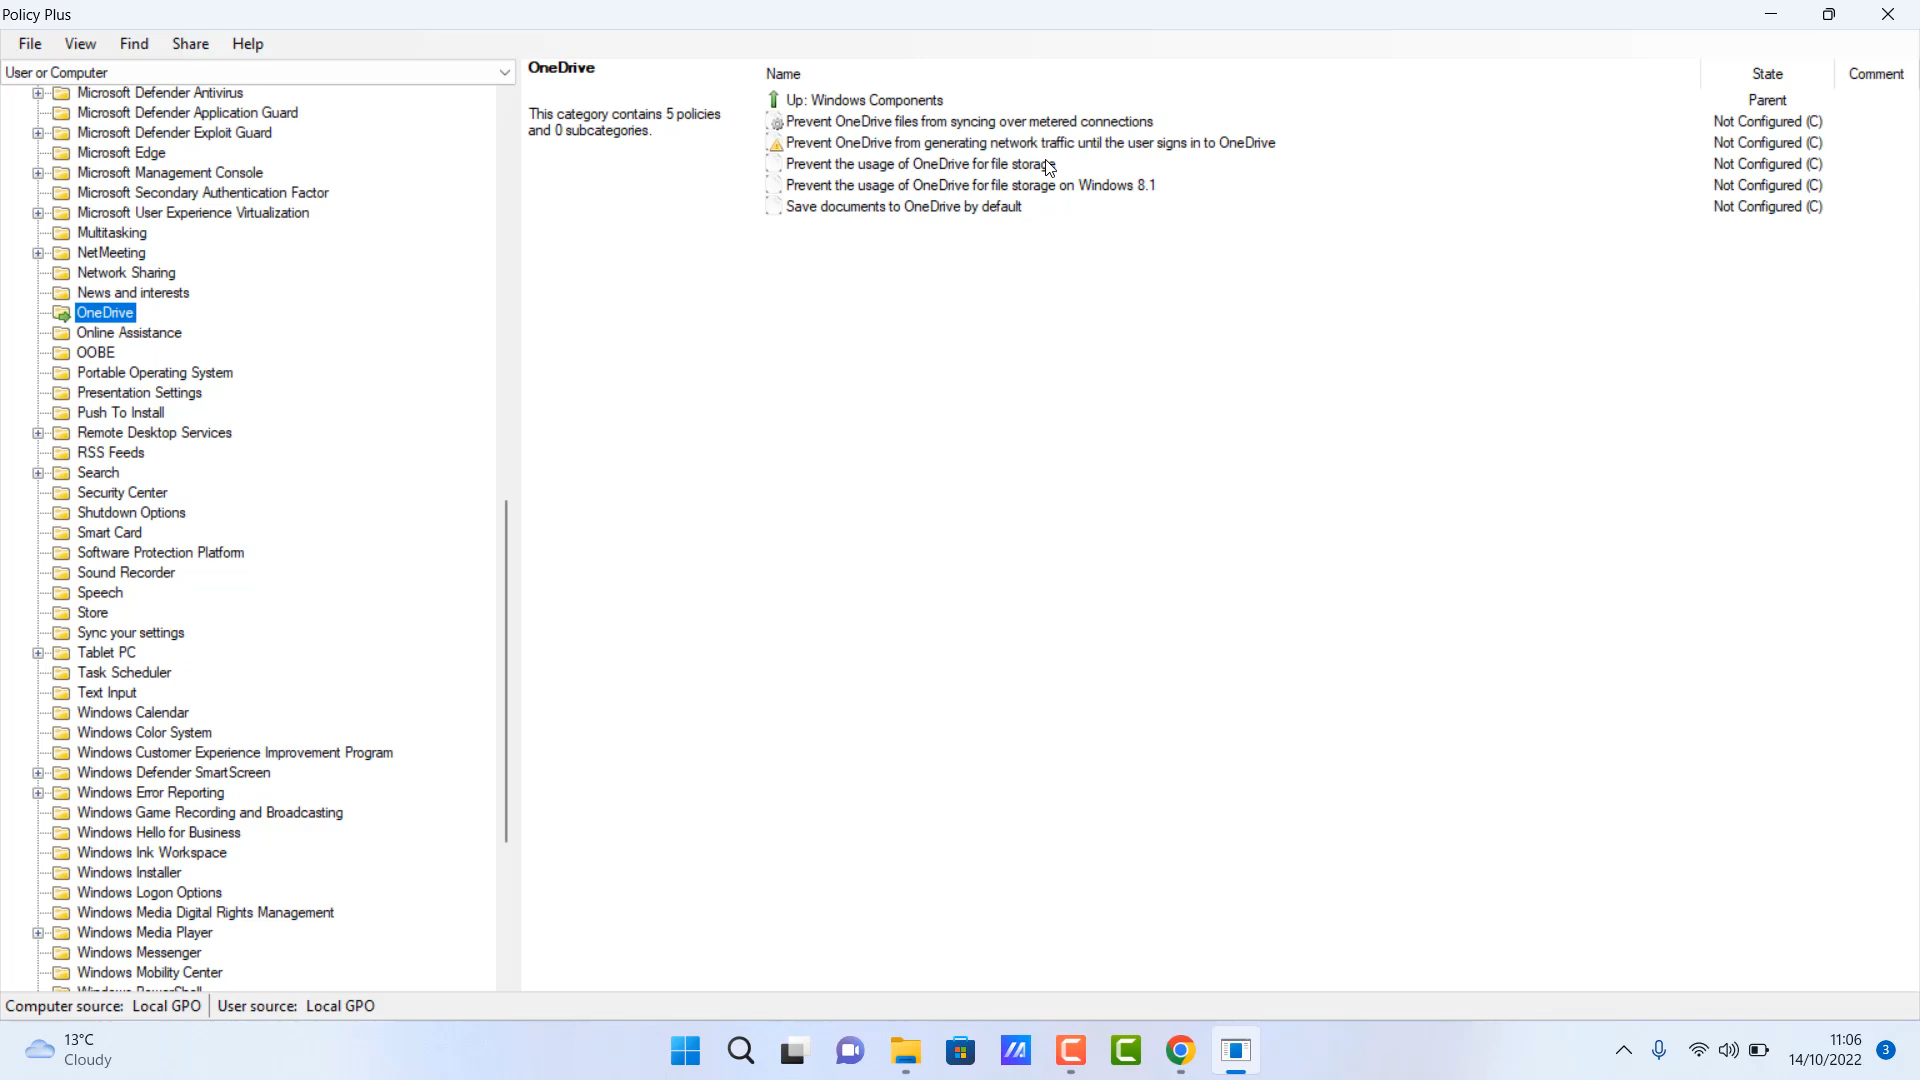 Policy Plus
File View Find Share Help
User or Computer
Microsoft Defender Antivirus
Microsoft Defender Application Guard
Microsoft Defender Exploit Guard
Microsoft Edge
Microsoft Management Console
Microsoft Secondary Authentication Factor
Microsoft User Experience Virtualization
Multitasking
NetMeeting
Network Sharing
News and interests
OneDrive
Online Assistance
OOBE
Portable Operating System
Presentation Settings
Push To Install
Remote Desktop Services
RSS Feeds
Search
Security Center
Shutdown Options
Smart Card
Software Protection Platform
Sound Recorder
Speech
Store
Sync your settings
Tablet PC
Task Scheduler
Text Input
Windows Calendar
Windows Color System
Windows Customer Experience Improvement Program
Windows Defender SmartScreen
Windows Error Reporting
Windows Game Recording and Broadcasting
Windows Hello for Business
Windows Ink Workspace
Windows Installer
Windows Logon Options
Windows Media Digital Rights Management
Windows Media Player
Windows Messenger
Windows Mobility Center
Windows PowerShell
OneDrive
This category contains 5 policies
and 0 subcategories.
Name State Comment
Up: Windows Components Parent
Prevent OneDrive files from syncing over metered connections Not Configured (C)
Prevent OneDrive from generating network traffic until the user signs in to OneDrive Not Configured (C)
Prevent the usage of OneDrive for file storage Not Configured (C)
Prevent the usage of OneDrive for file storage on Windows 8.1 Not Configured (C)
Save documents to OneDrive by default Not Configured (C)
Computer source: Local GPO User source: Local GPO
13°C
Cloudy
11:06
14/10/2022
3